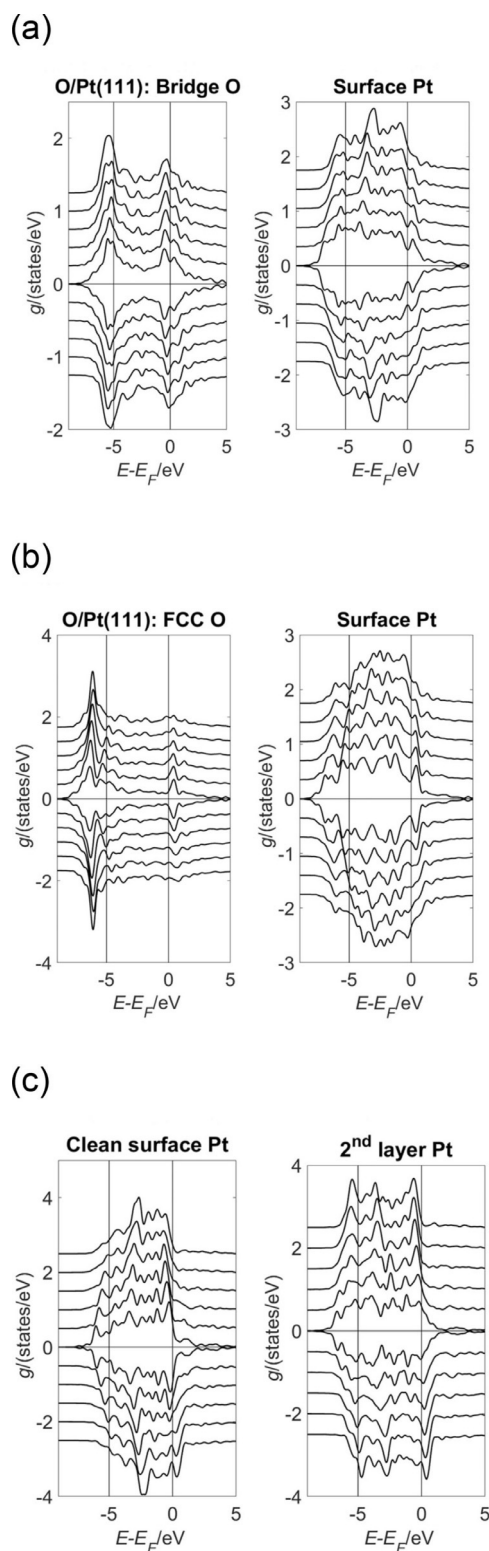 (a)
O/Pt(111): Bridge O
Surface Pt
g/(states/eV)
2
1
0
-1
-2
-5
0
5
E-E_F/eV
g/(states/eV)
3
2
1
0
-1
-2
-3
-5
0
5
E-E_F/eV
(b)
O/Pt(111): FCC O
Surface Pt
g/(states/eV)
4
2
0
-2
-4
-5
0
5
E-E_F/eV
g/(states/eV)
3
2
1
0
-1
-2
-3
-5
0
5
E-E_F/eV
(c)
Clean surface Pt
2nd layer Pt
g/(states/eV)
4
2
0
-2
-4
-5
0
5
E-E_F/eV
g/(states/eV)
4
2
0
-2
-4
-5
0
5
E-E_F/eV